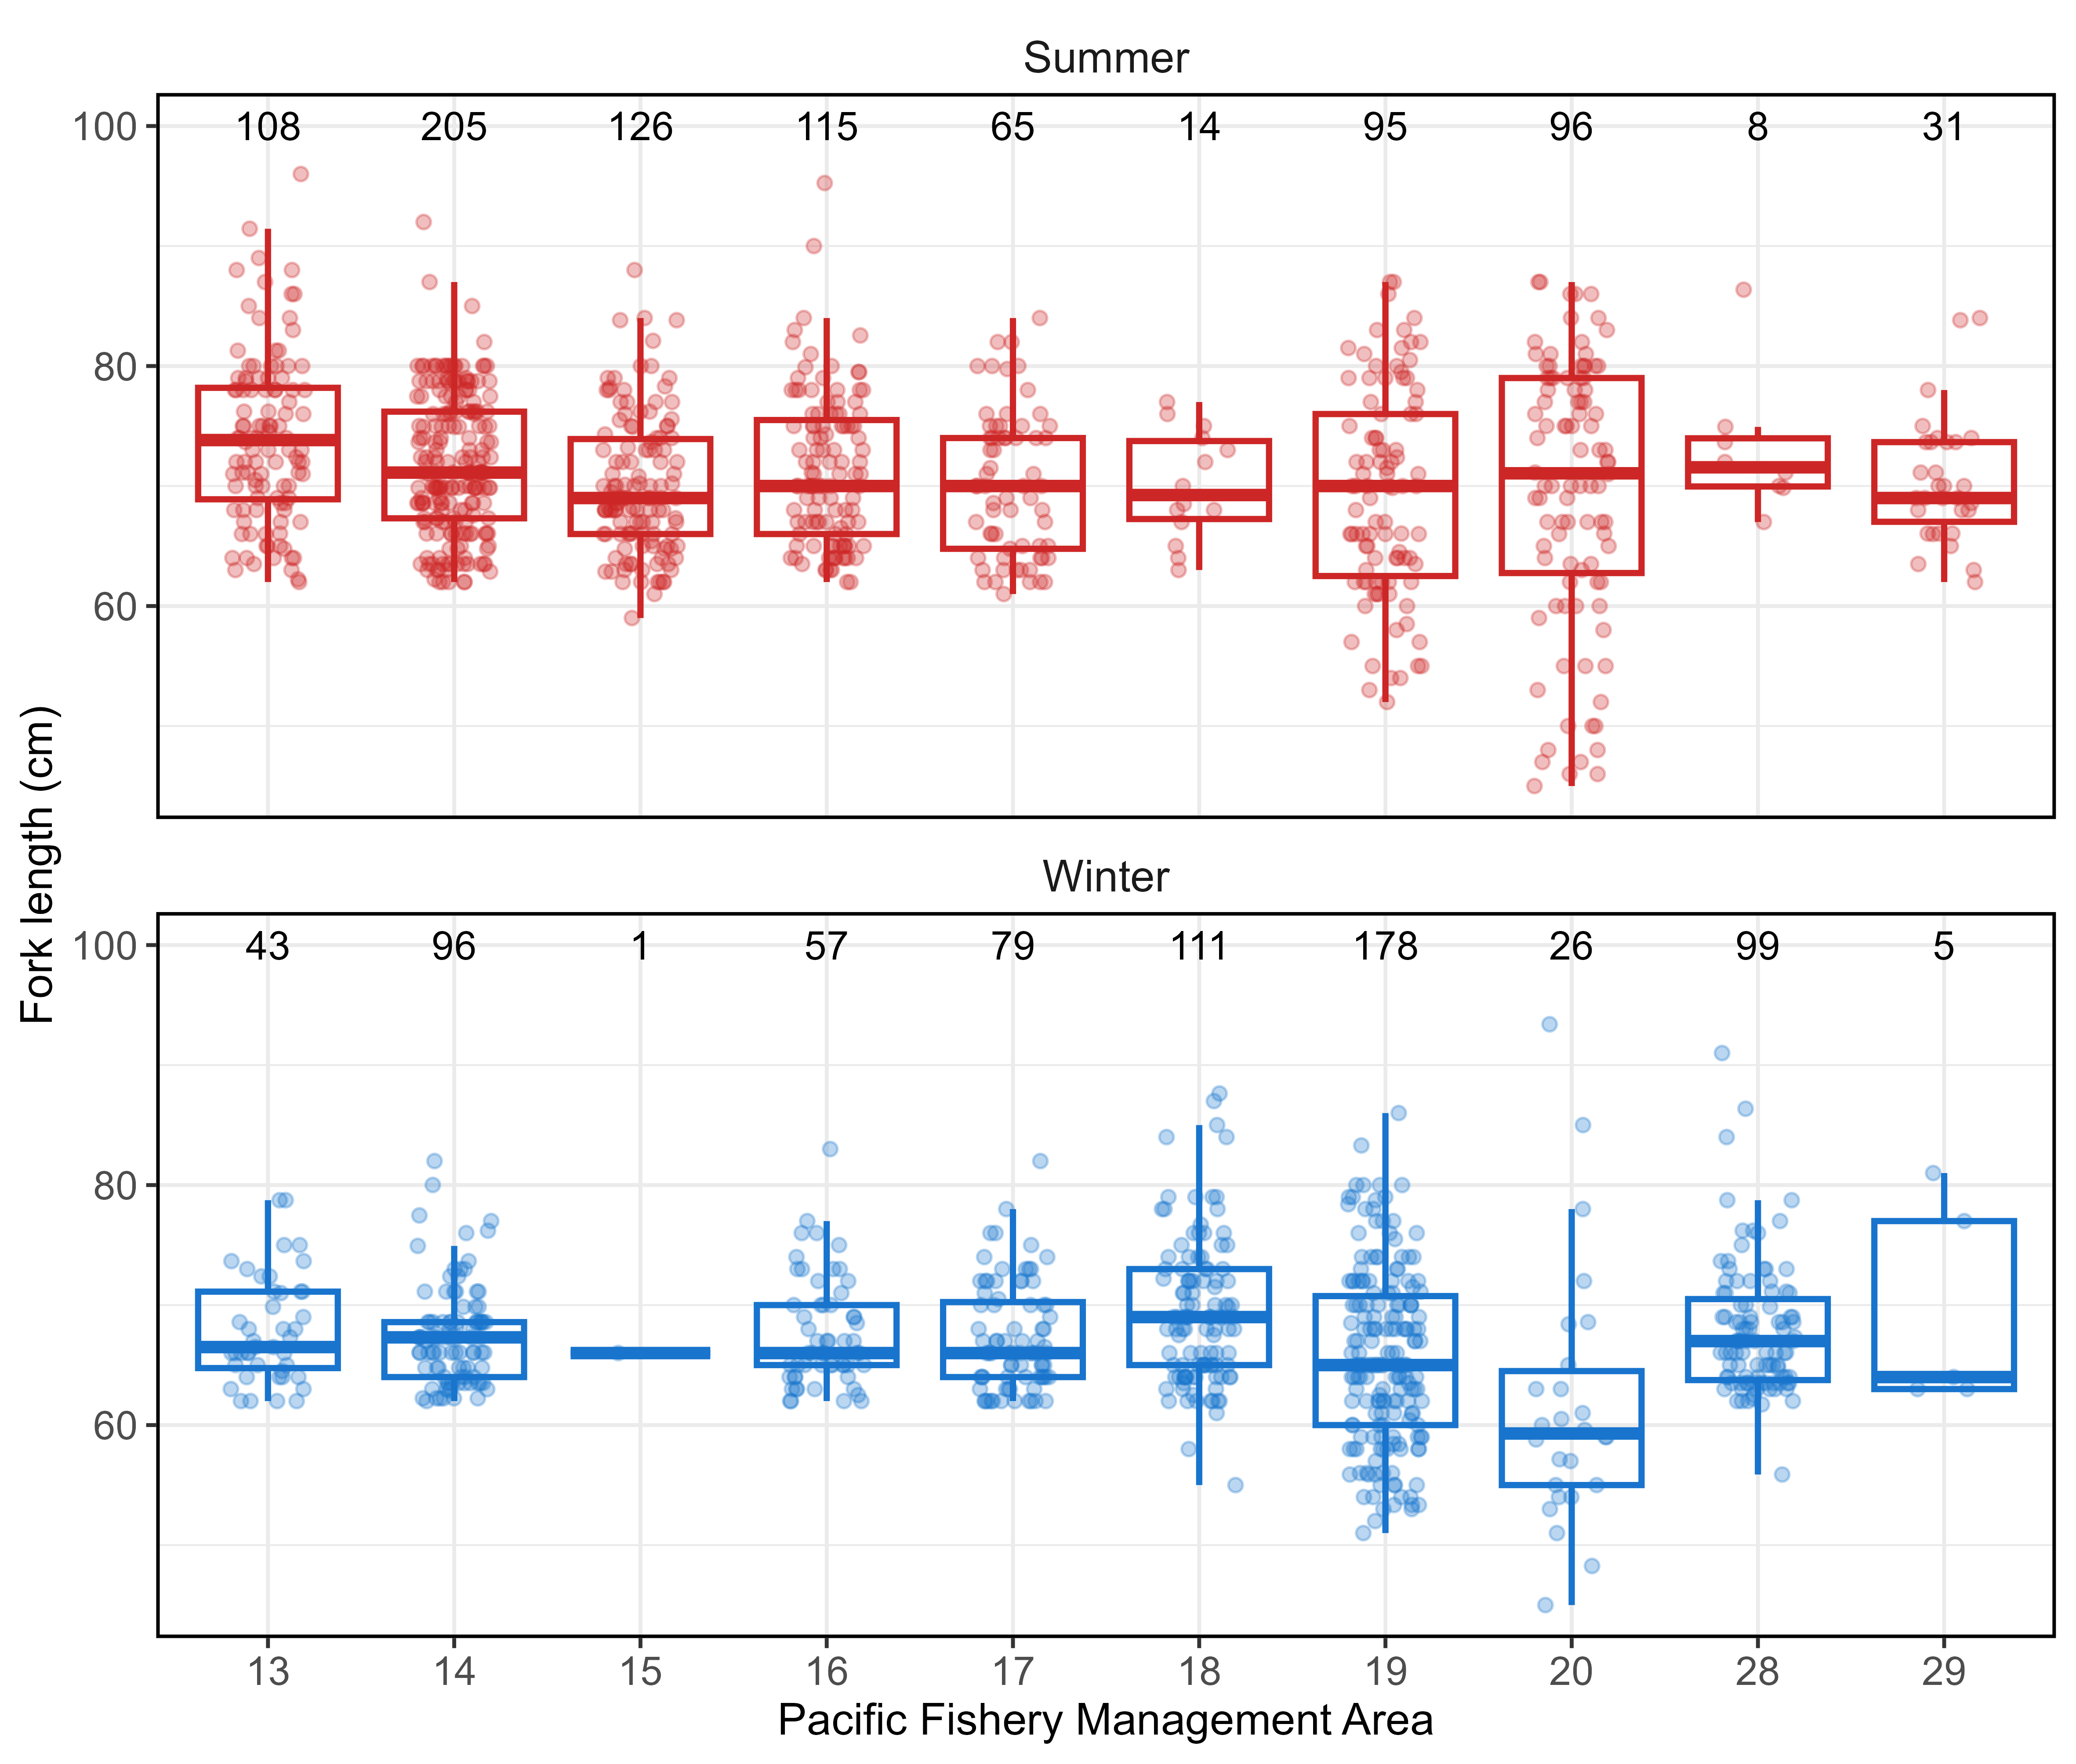 Summer
100
108 205 126 115 65 14 95 96 8 31
80
60
Fork length (cm)
Winter
100
43 96 1 57 79 111 178 26 99 5
80
60
13 14 15 16 17 18 19 20 28 29
Pacific Fishery Management Area